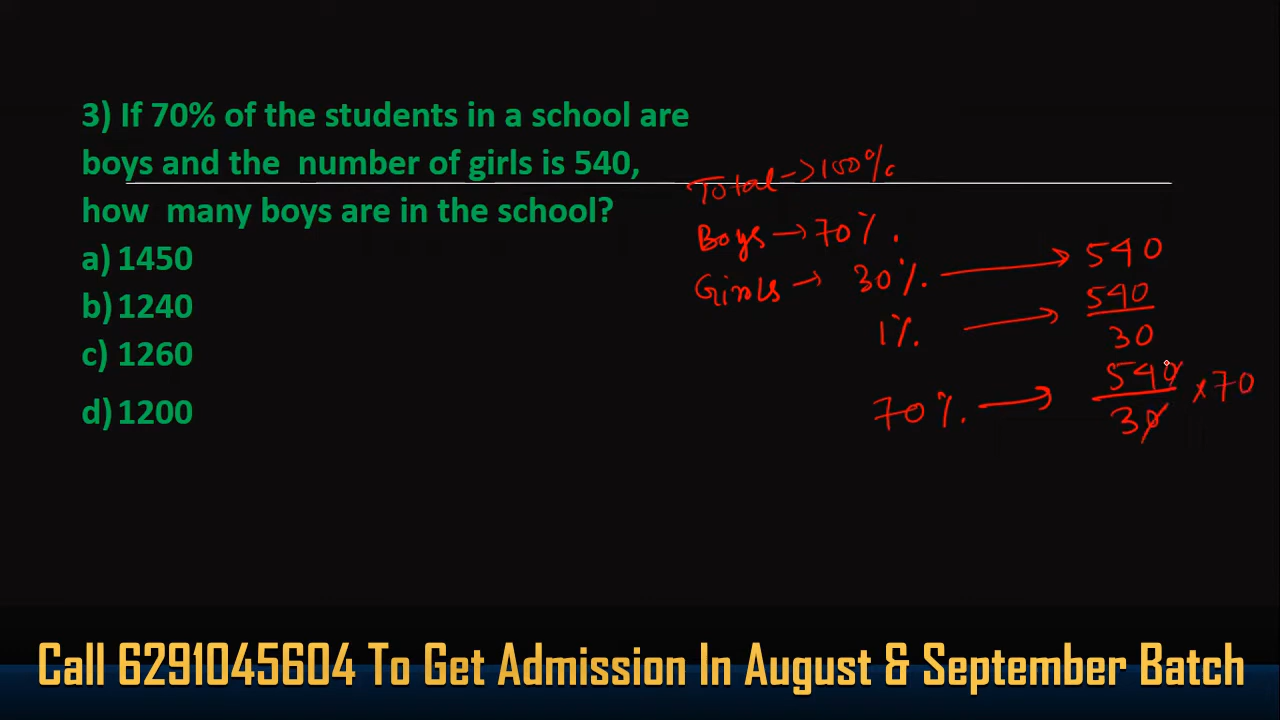 3) If 70% of the students in a school are
boys and the number of girls is 540,
how many boys are in the school?
a) 1450
b) 1240
c) 1260
d) 1200
Total -> 100%
Boys -> 70%.
Girls -> 30%. -> 540
1%. -> 540/30
70%. -> 540/30 x 70
Call 6291045604 To Get Admission In August & September Batch